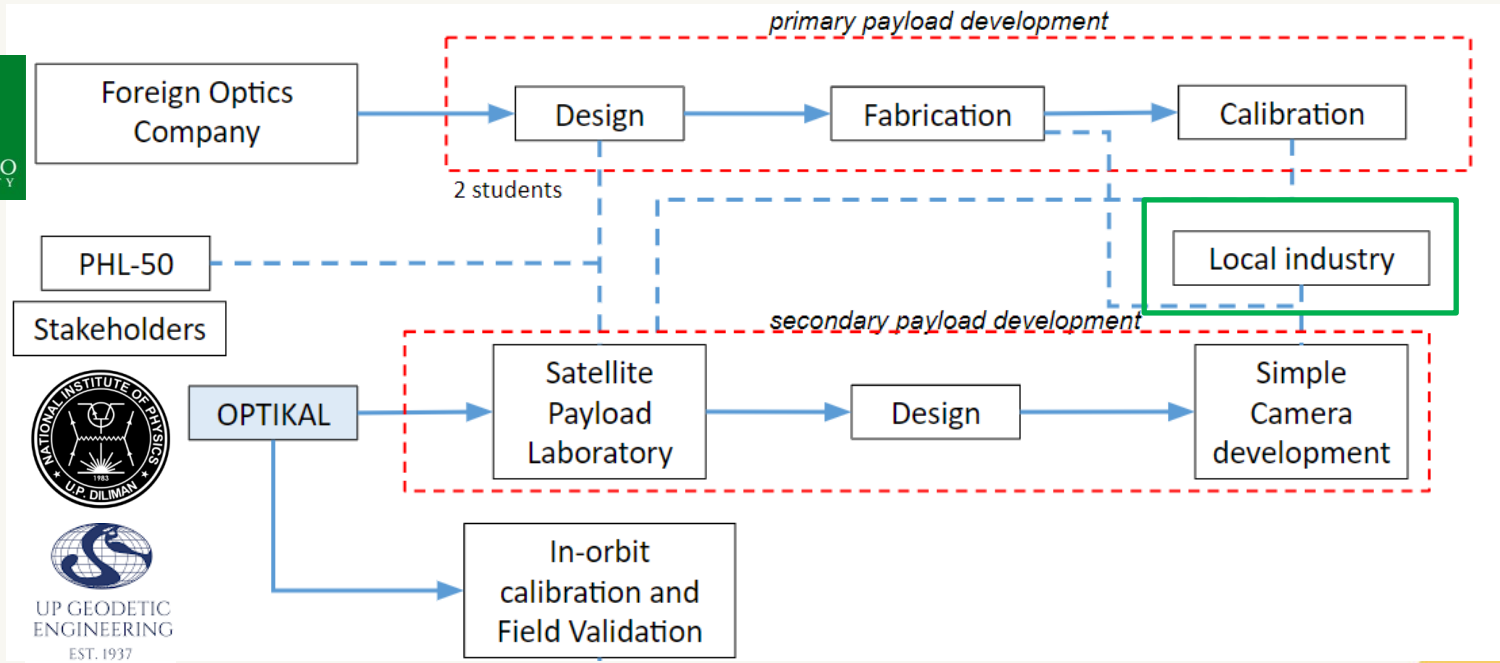 primary payload development
Foreign Optics
Company
Design
Fabrication
Calibration
O
T Y
2 students
PHL-50
Local industry
Stakeholders
secondary payload development
NATIONAL INSTITUTE OF PHYSICS
1983
U.P. DILIMAN
OPTIKAL
Satellite
Payload
Laboratory
Design
Simple
Camera
development
UP GEODETIC
ENGINEERING
EST. 1937
In-orbit
calibration and
Field Validation